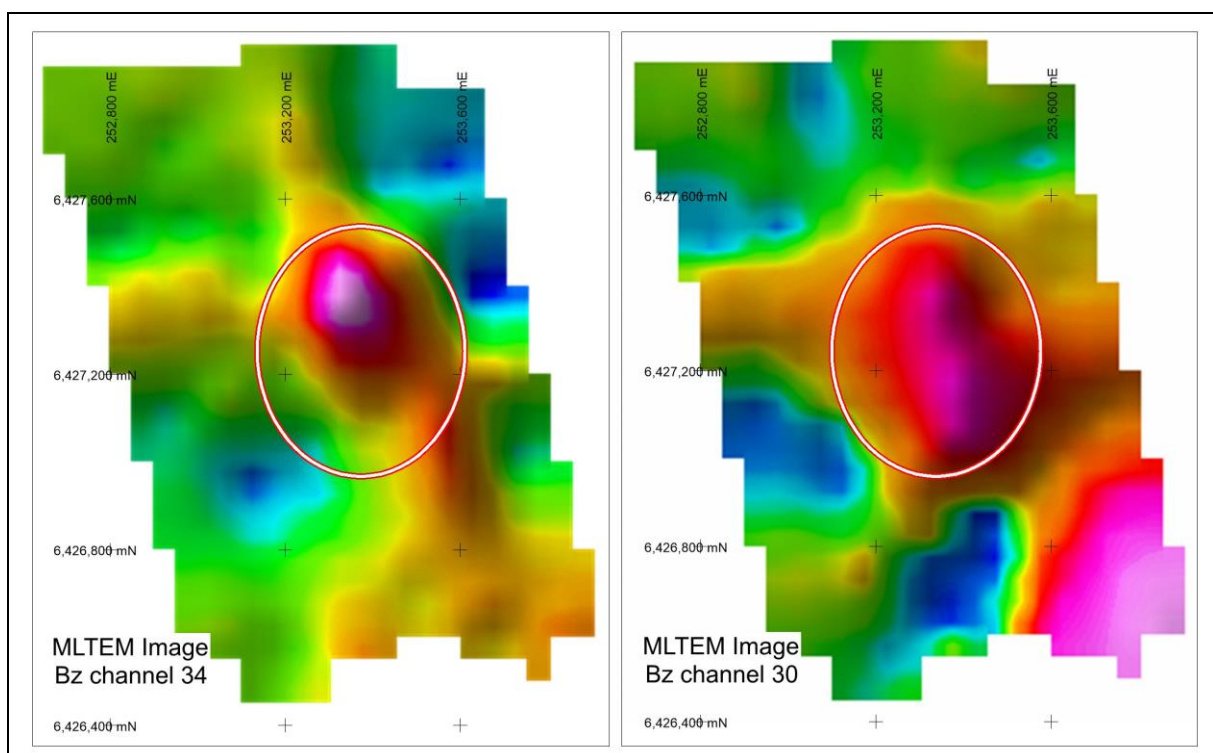 252,800 mE
253,200 mE
253,600 mE
6,427,600 mN
6,427,200 mN
6,426,800 mN
MLTEM Image
Bz channel 34
6,426,400 mN
252,800 mE
253,200 mE
253,600 mE
6,427,600 mN
6,427,200 mN
6,426,800 mN
MLTEM Image
Bz channel 30
6,426,400 mN